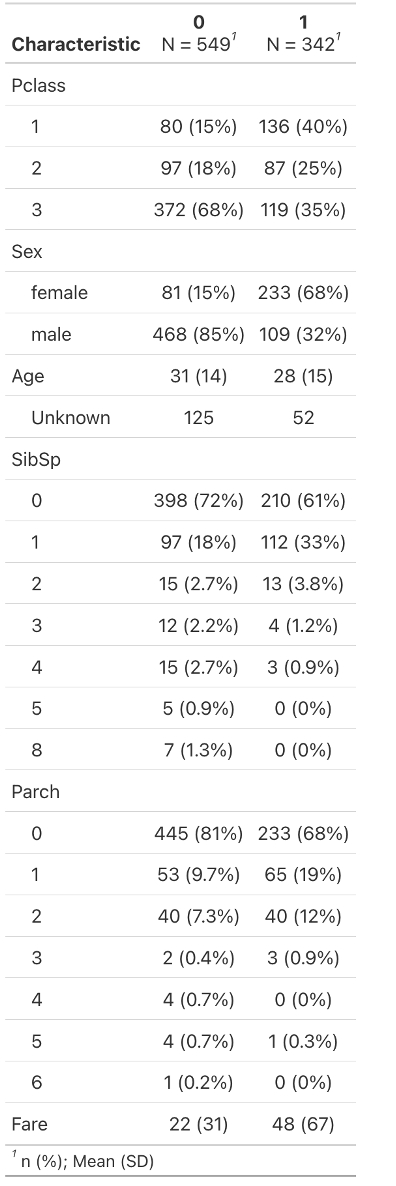 0 1
Characteristic N = 549¹ N = 342¹
Pclass
1 80 (15%) 136 (40%)
2 97 (18%) 87 (25%)
3 372 (68%) 119 (35%)
Sex
female 81 (15%) 233 (68%)
male 468 (85%) 109 (32%)
Age 31 (14) 28 (15)
Unknown 125 52
SibSp
0 398 (72%) 210 (61%)
1 97 (18%) 112 (33%)
2 15 (2.7%) 13 (3.8%)
3 12 (2.2%) 4 (1.2%)
4 15 (2.7%) 3 (0.9%)
5 5 (0.9%) 0 (0%)
8 7 (1.3%) 0 (0%)
Parch
0 445 (81%) 233 (68%)
1 53 (9.7%) 65 (19%)
2 40 (7.3%) 40 (12%)
3 2 (0.4%) 3 (0.9%)
4 4 (0.7%) 0 (0%)
5 4 (0.7%) 1 (0.3%)
6 1 (0.2%) 0 (0%)
Fare 22 (31) 48 (67)
¹ n (%); Mean (SD)